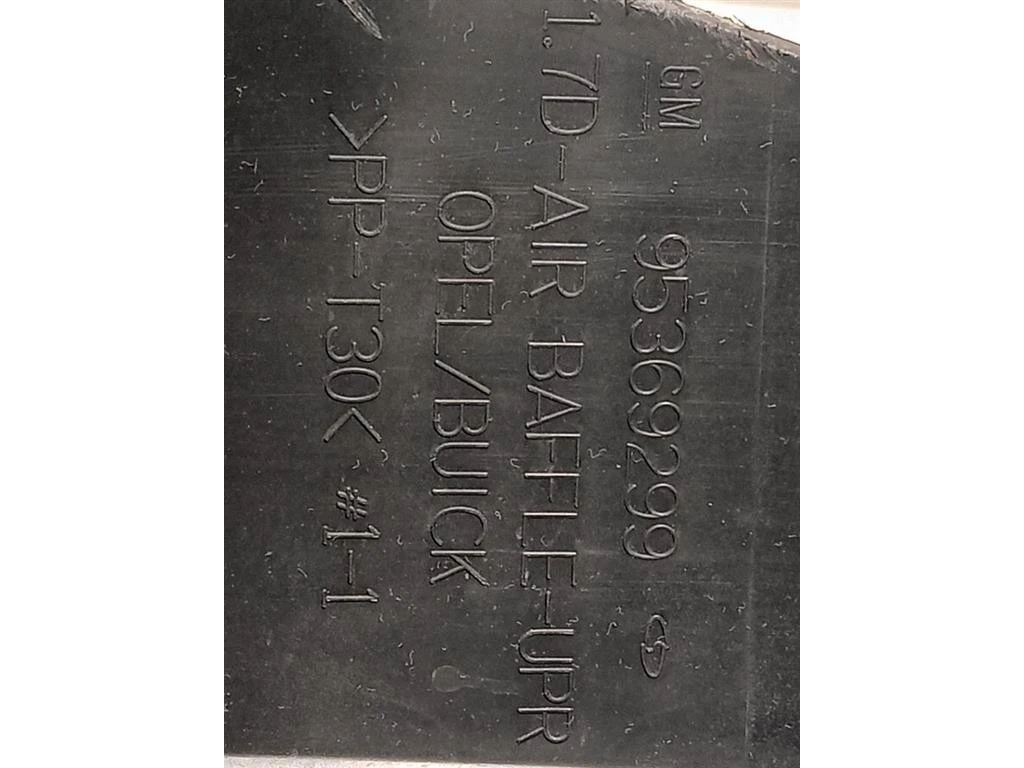 GM 95369299
1.7D-AIR BAFFLE-UPR
OPEL/BUICK
>PP-T30< #1-1